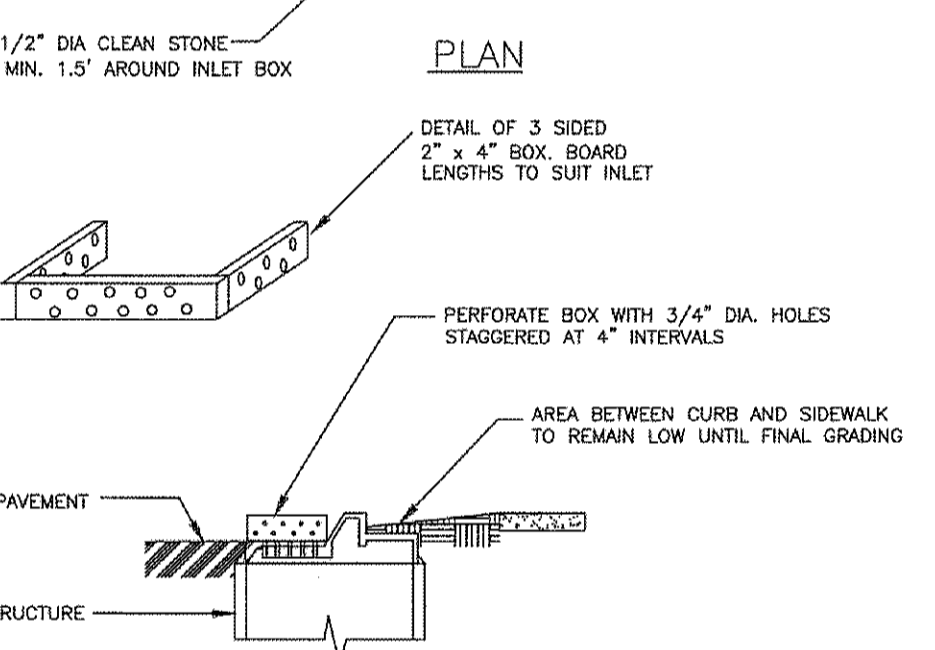 1/2" DIA CLEAN STONE
MIN. 1.5' AROUND INLET BOX
PLAN
DETAIL OF 3 SIDED
2" x 4" BOX. BOARD
LENGTHS TO SUIT INLET
PERFORATE BOX WITH 3/4" DIA. HOLES
STAGGERED AT 4" INTERVALS
AREA BETWEEN CURB AND SIDEWALK
TO REMAIN LOW UNTIL FINAL GRADING
PAVEMENT
RUCTURE